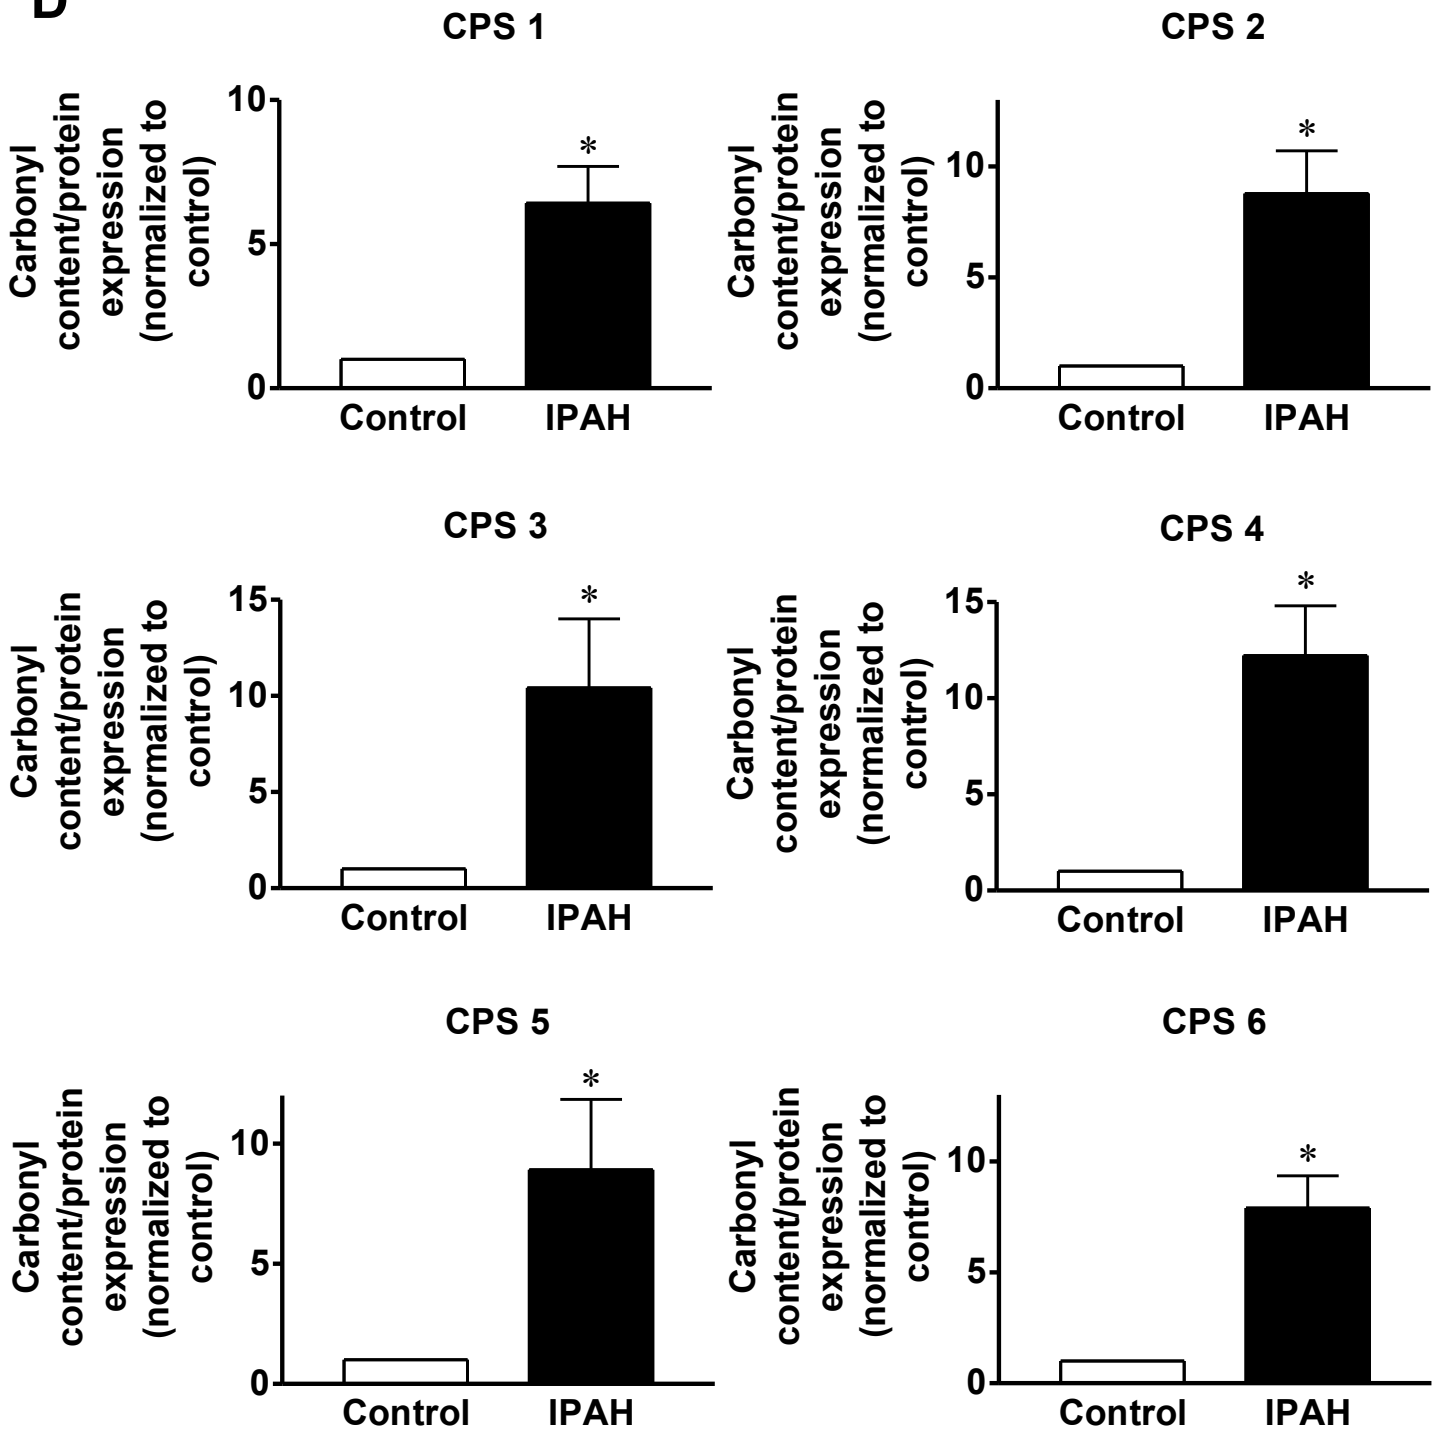 D
CPS 1
Carbonyl
content/protein
expression
(normalized to
control)
10
5
0
*
Control IPAH
CPS 2
Carbonyl
content/protein
expression
(normalized to
control)
10
5
0
*
Control IPAH
CPS 3
Carbonyl
content/protein
expression
(normalized to
control)
15
10
5
0
*
Control IPAH
CPS 4
Carbonyl
content/protein
expression
(normalized to
control)
15
10
5
0
*
Control IPAH
CPS 5
Carbonyl
content/protein
expression
(normalized to
control)
10
5
0
*
Control IPAH
CPS 6
Carbonyl
content/protein
expression
(normalized to
control)
10
5
0
*
Control IPAH